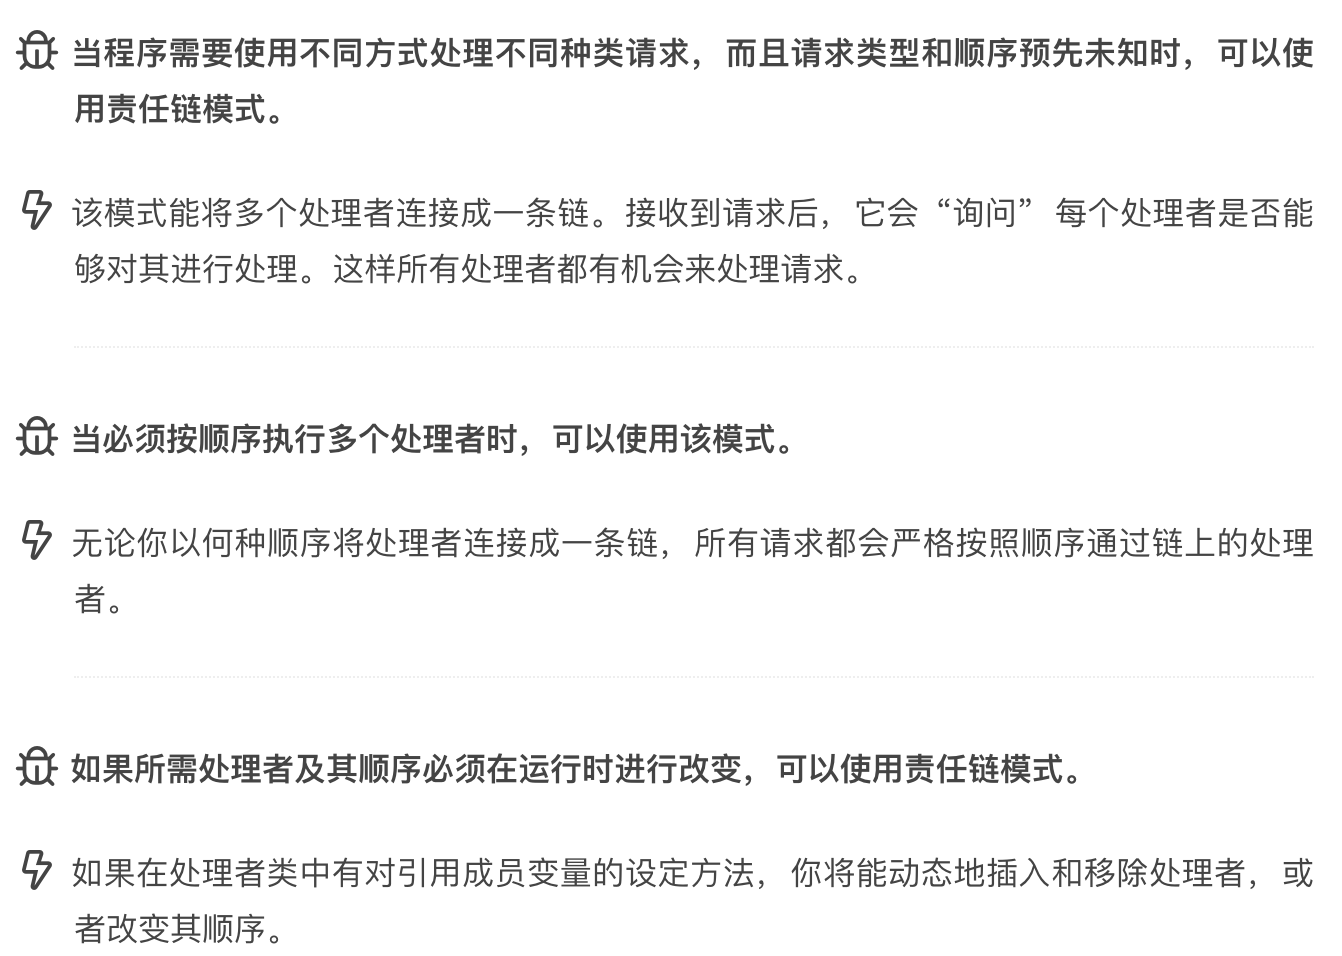 当程序需要使用不同方式处理不同种类请求，而且请求类型和顺序预先未知时，可以使
用责任链模式。
该模式能将多个处理者连接成一条链。接收到请求后，它会“询问”每个处理者是否能
够对其进行处理。这样所有处理者都有机会来处理请求。
当必须按顺序执行多个处理者时，可以使用该模式。
无论你以何种顺序将处理者连接成一条链，所有请求都会严格按照顺序通过链上的处理
者。
如果所需处理者及其顺序必须在运行时进行改变，可以使用责任链模式。
如果在处理者类中有对引用成员变量的设定方法，你将能动态地插入和移除处理者，或
者改变其顺序。